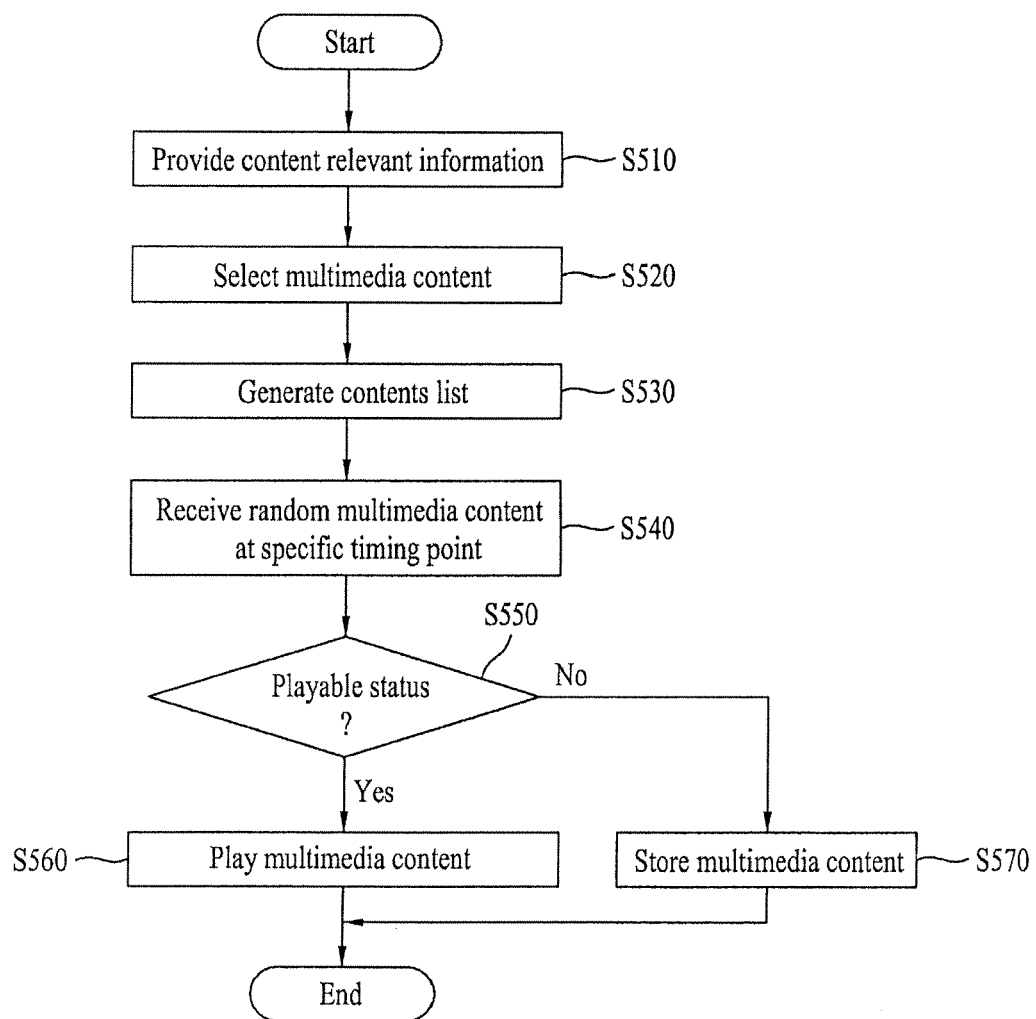 Start
Provide content relevant information
S510
Select multimedia content
S520
Generate contents list
S530
Receive random multimedia content
at specific timing point
S540
S550
Playable status
?
No
Yes
S560
Play multimedia content
Store multimedia content
S570
End